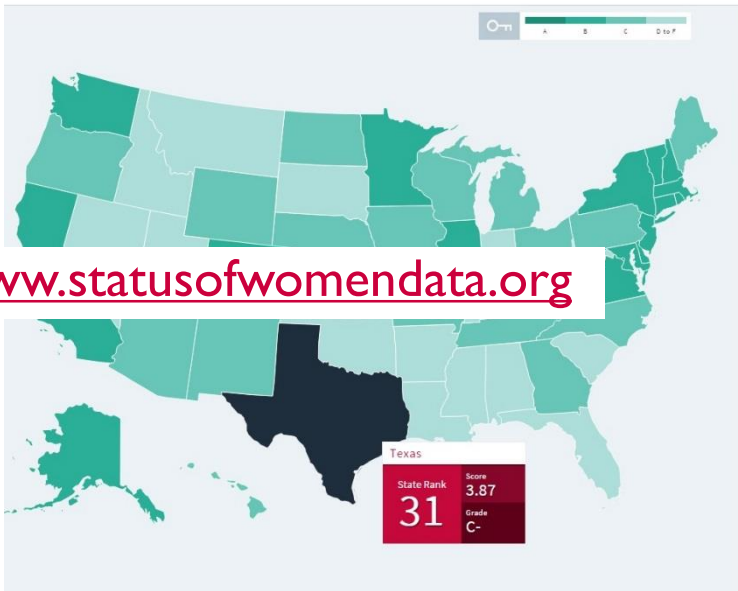 A B C D to F
ww.statusofwomendata.org
Texas
State Rank
31
Score
3.87
Grade
C-